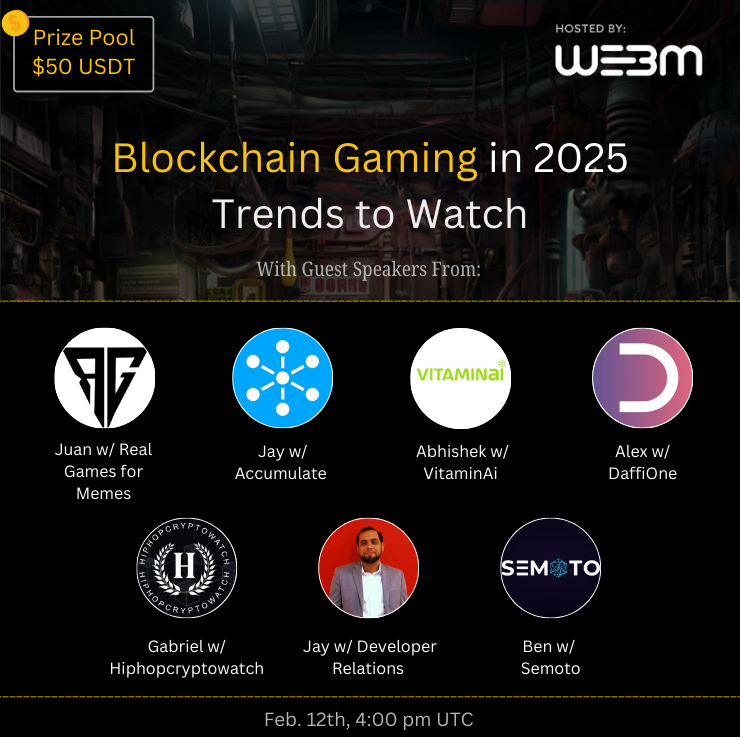 $
Prize Pool
$50 USDT
HOSTED BY:
WEB3M
Blockchain Gaming in 2025
Trends to Watch
With Guest Speakers From:
RG
VITAMINai
D
Juan w/ Real
Games for
Memes
Jay w/
Accumulate
Abhishek w/
VitaminAi
Alex w/
DaffiOne
HIPHOPCRYPTOWATCH
H
HIPHOPCRYPTOWATCH
SEMOTO
Gabriel w/
Hiphopcryptowatch
Jay w/ Developer
Relations
Ben w/
Semoto
Feb. 12th, 4:00 pm UTC